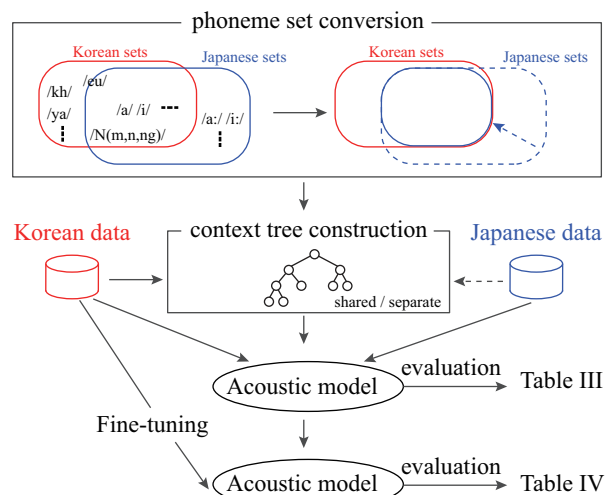 phoneme set conversion
Korean sets
Japanese sets
/kh/
/eu/
/ya/
/a/ /i/
/N(m,n,ng)/
/a:/ /i:/
Korean sets
Japanese sets
context tree construction
shared / separate
Korean data
Japanese data
Acoustic model
evaluation
Table III
Fine-tuning
Acoustic model
evaluation
Table IV